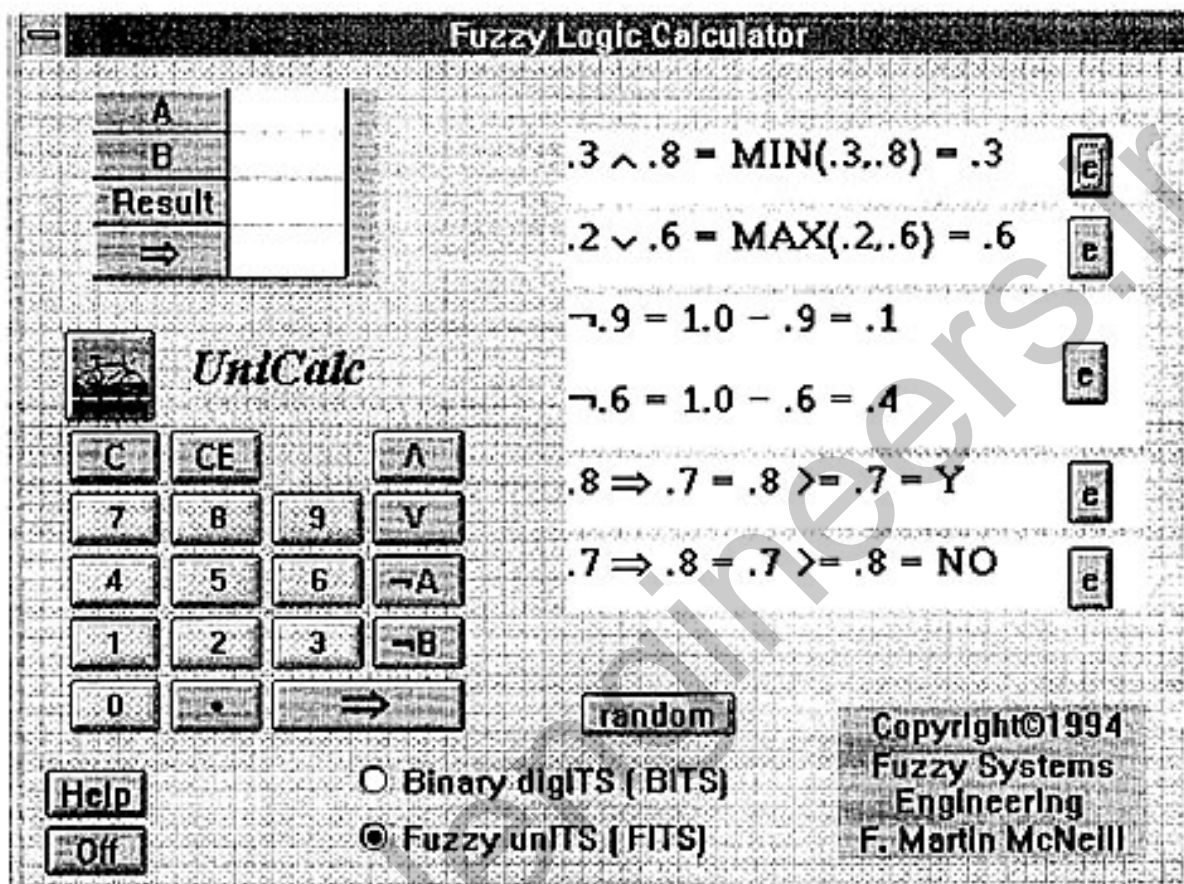 Fuzzy Logic Calculator
A
B
Result
⇒
.3 ∧ .8 = MIN(.3,.8) = .3
e
.2 ∨ .6 = MAX(.2,.6) = .6
e
¬.9 = 1.0 – .9 = .1
¬.6 = 1.0 – .6 = .4
e
.8 ⇒ .7 = .8 >= .7 = Y
e
.7 ⇒ .8 = .7 >= .8 = NO
e
UniCalc
C CE Λ
7 8 9 V
4 5 6 ¬A
1 2 3 ¬B
0 • ⇒
random
Help
Off
Binary digITS ( BITS)
Fuzzy unITS ( FITS)
Copyright©1994
Fuzzy Systems
Engineering
F. Martin McNeill